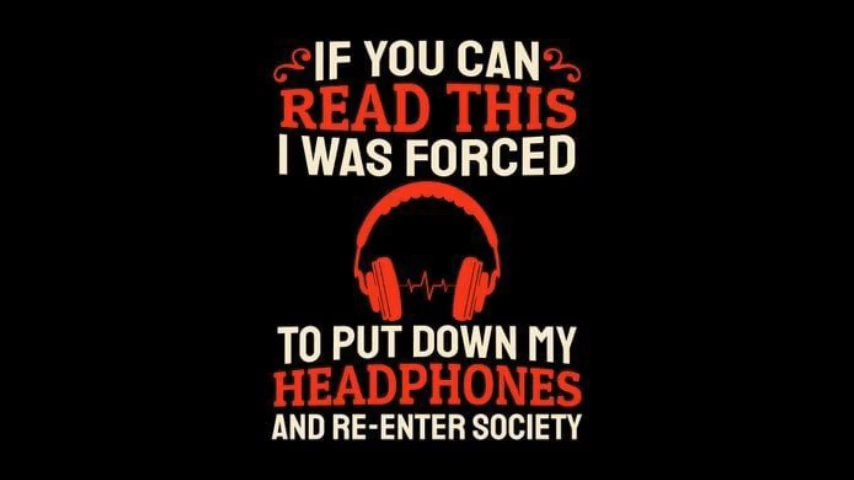 IF YOU CAN
READ THIS
I WAS FORCED
TO PUT DOWN MY
HEADPHONES
AND RE-ENTER SOCIETY